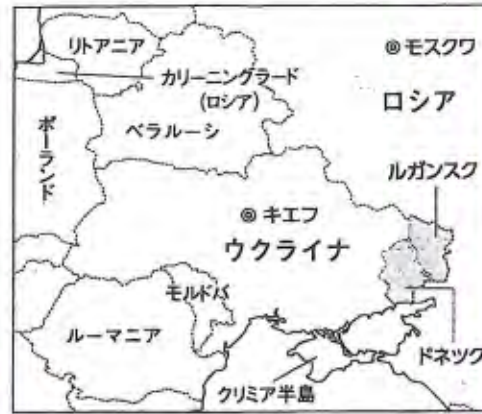 リトアニア
◎モスクワ
カリーニングラード
(ロシア)
ロシア
ポーランド
ベラルーシ
ルガンスク
◎キエフ
ウクライナ
モルドバ
ルーマニア
ドネツク
クリミア半島